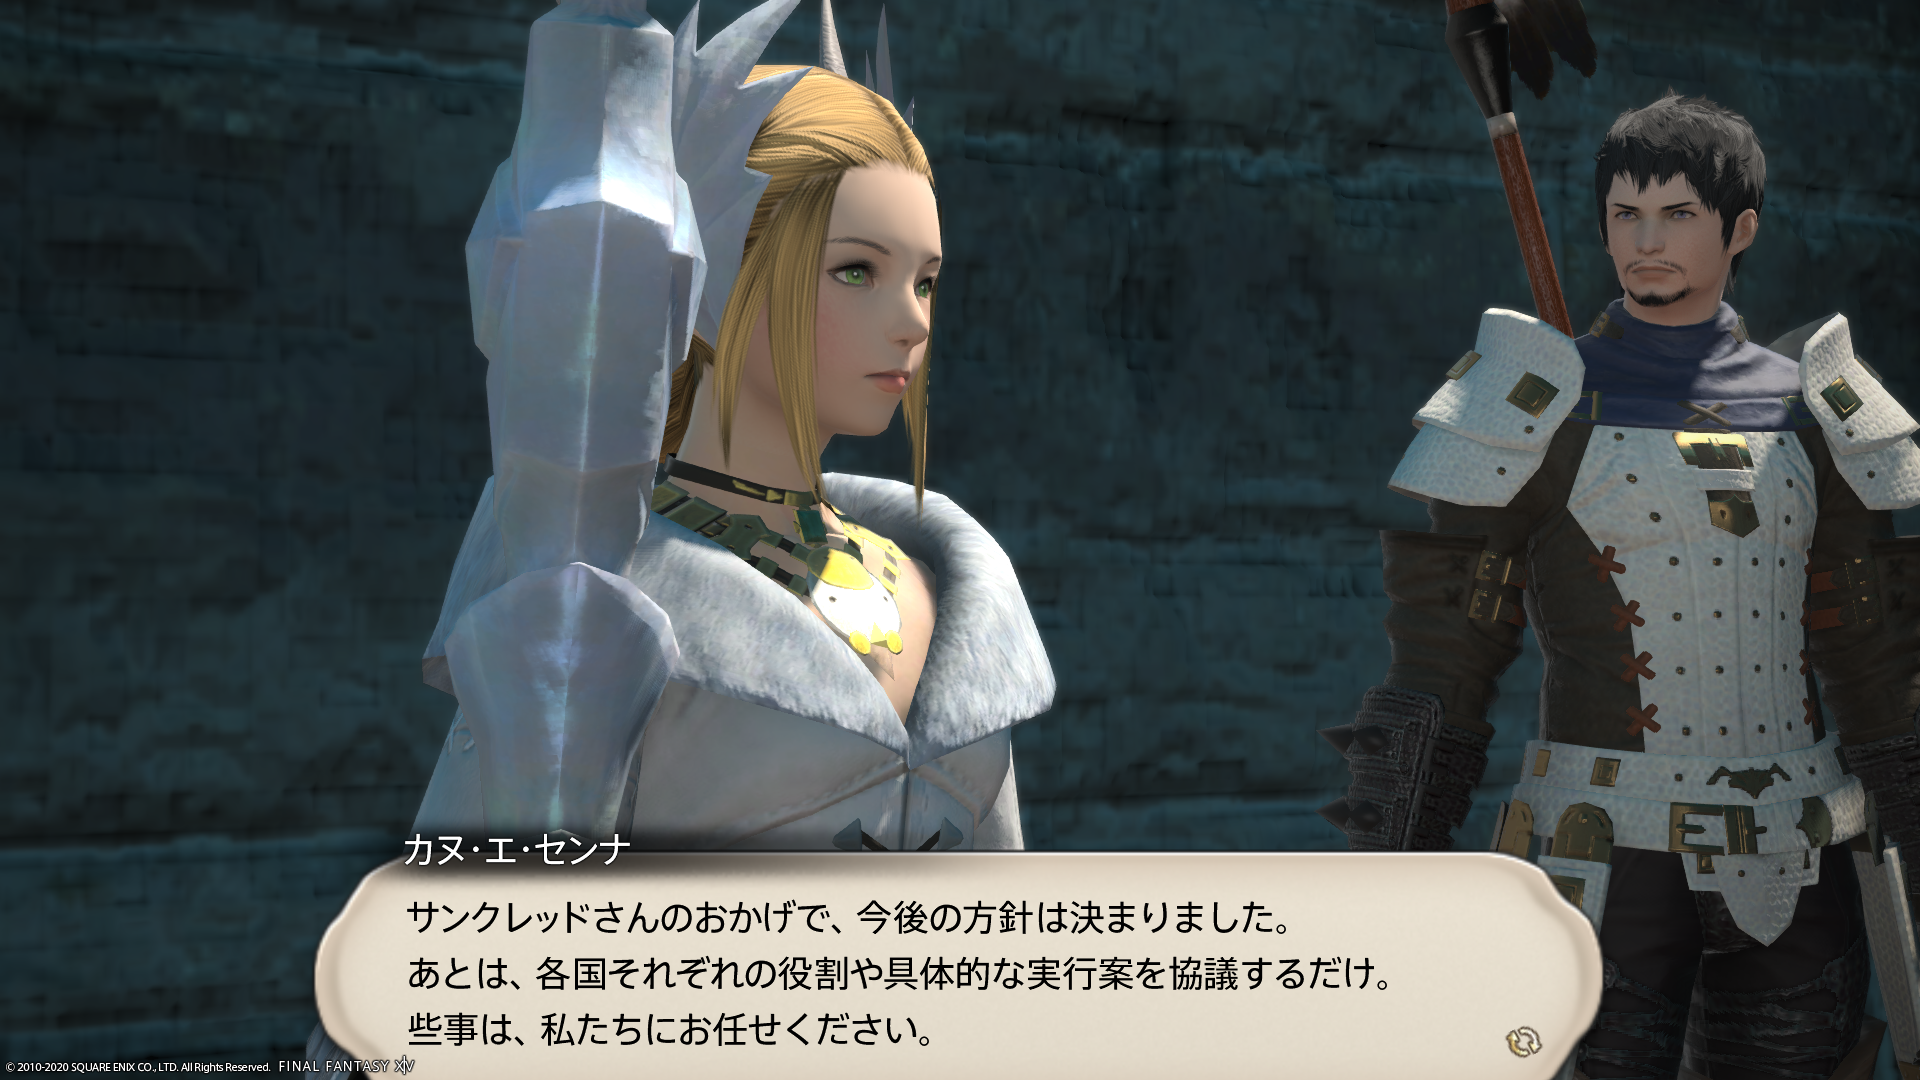 カヌ・エ・センナ
サンクレッドさんのおかげで、今後の方針は決まりました。
あとは、各国それぞれの役割や具体的な実行案を協議するだけ。
些事は、私たちにお任せください。
© 2010-2020 SQUARE ENIX CO., LTD. All Rights Reserved. FINAL FANTASY XIV